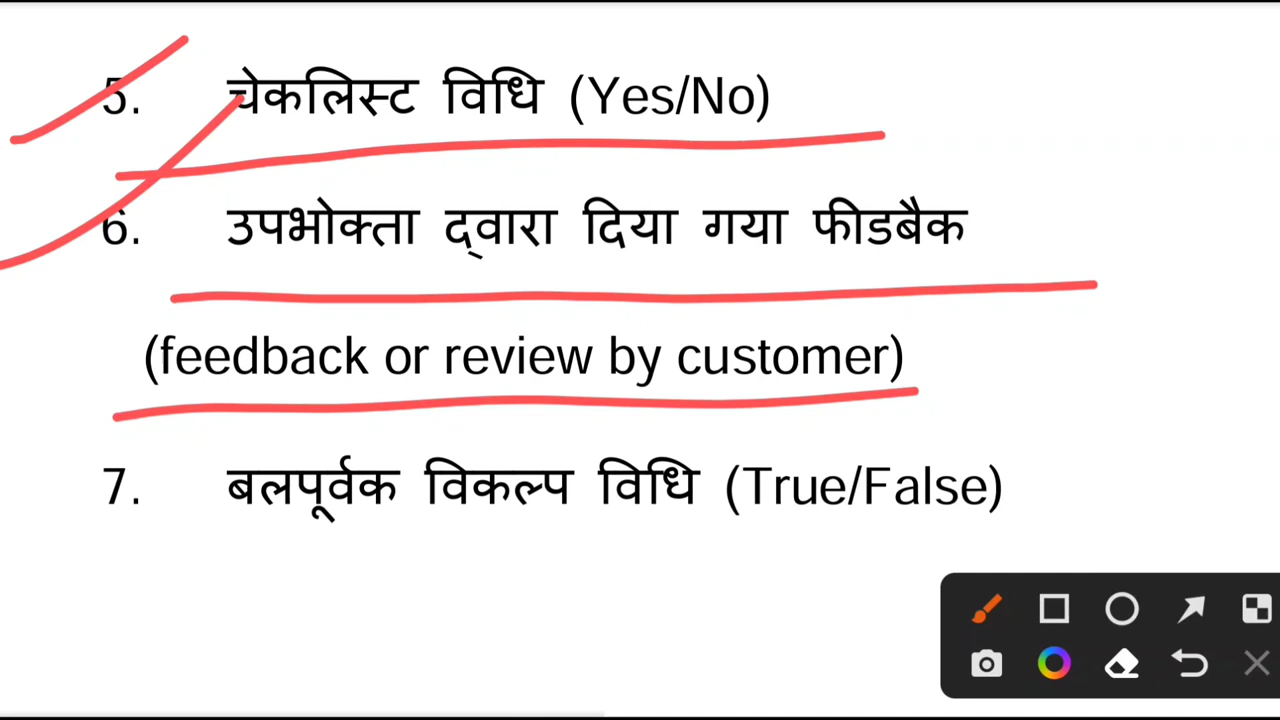 5. चेकलिस्ट विधि (Yes/No)
6. उपभोक्ता द्वारा दिया गया फीडबैक
(feedback or review by customer)
7. बलपूर्वक विकल्प विधि (True/False)